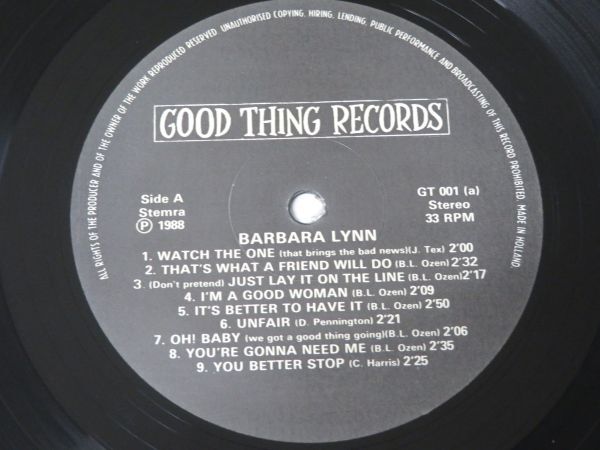 ALL RIGHTS OF THE PRODUCER AND OF THE OWNER OF THE WORK REPRODUCED RESERVED. UNAUTHORISED COPYING, HIRING, LENDING, PUBLIC PERFORMANCE AND BROADCASTING OF THIS RECORD PROHIBITED. MADE IN HOLLAND.
GOOD THING RECORDS
Side A
Stemra
℗ 1988
GT 001 (a)
Stereo
33 RPM
BARBARA LYNN
1. WATCH THE ONE (that brings the bad news)(J. Tex) 2'00
2. THAT'S WHAT A FRIEND WILL DO (B.L. Ozen) 2'32
3. (Don't pretend) JUST LAY IT ON THE LINE (B.L. Ozen)2'17
4. I'M A GOOD WOMAN (B.L. Ozen) 2'09
5. IT'S BETTER TO HAVE IT (B.L. Ozen) 2'50
6. UNFAIR (D. Pennington) 2'21
7. OH! BABY (we got a good thing going)(B.L. Ozen) 2'06
8. YOU'RE GONNA NEED ME (B.L. Ozen) 2'35
9. YOU BETTER STOP (C. Harris) 2'25